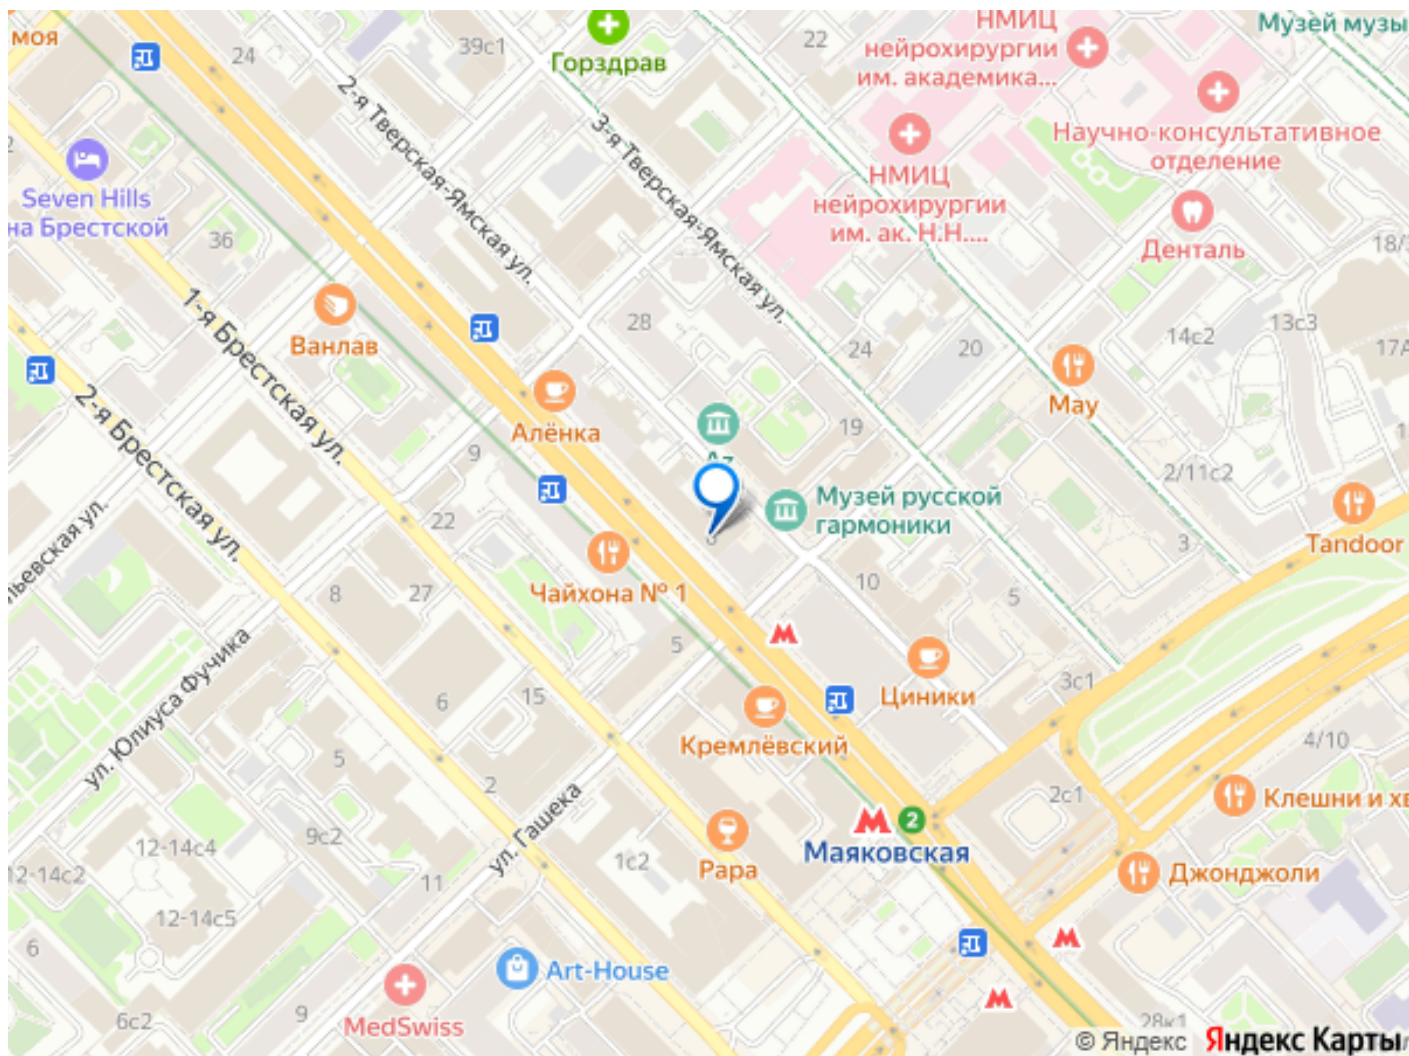 моя
24
39с1
Горздрав
22
НМИЦ
нейрохирургии
им. академика...
Музей музы
Научно-консультативное
отделение
2-я Тверская-Ямская ул.
3-я Тверская-Ямская ул.
НМИЦ
нейрохирургии
им. ак. Н.Н....
Seven Hills
на Брестской
36
Денталь
18/3
1-я Брестская ул.
Ванлав
28
24
20
14с2
13с3
17А
2-я Брестская ул.
Алёнка
Мау
9
19
2/11с2
Музей русской
гармоники
22
Чайхона № 1
Tandoor
3
8
27
10
5
ул. Юлиуса Фучика
5
6
15
Циники
3с1
Кремлёвский
4/10
5
2
2с1
Клешни и хв
ул. Гашека
9с2
12-14с4
12-14с2
11
1с2
Рара
2
Маяковская
Джонджоли
12-14с5
6
Art-House
9
MedSwiss
6с2
28к1
© Яндекс Яндекс Карты